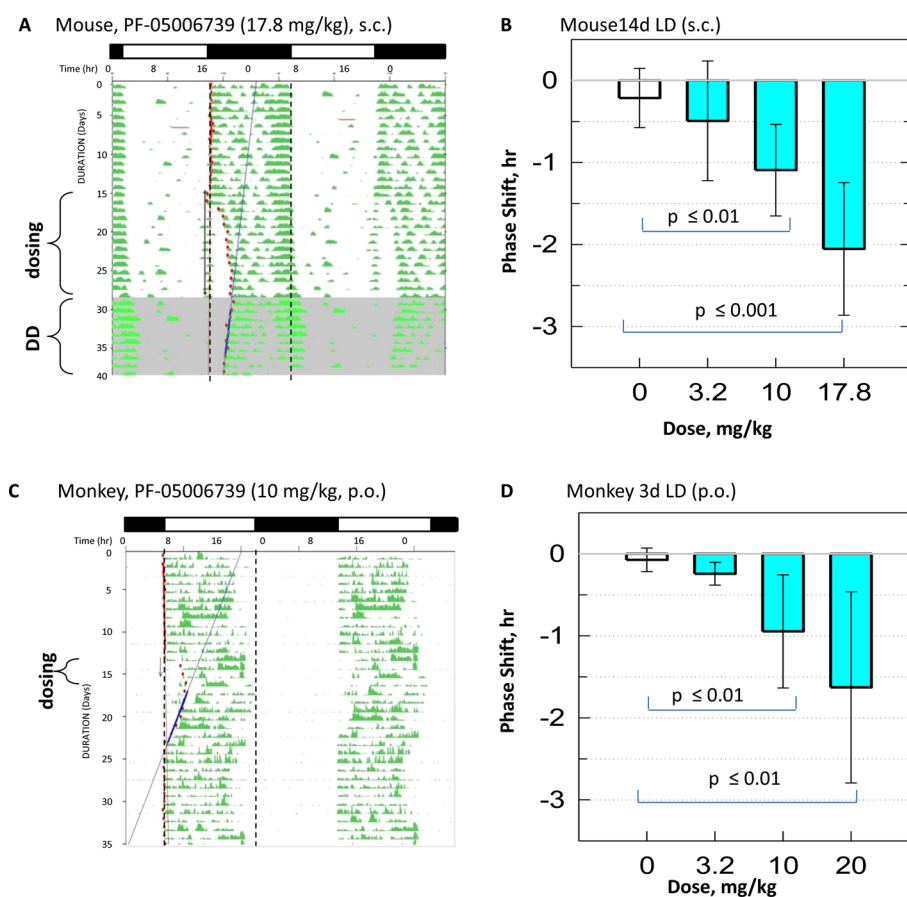 A Mouse, PF-05006739 (17.8 mg/kg), s.c.)
Time (hr) 0 8 16 0 8 16 0
DURATION (Days)
0
5
10
15
20
25
30
35
40
dosing
DD
B Mouse14d LD (s.c.)
Phase Shift, hr
0
-1
-2
-3
p ≤ 0.01
p ≤ 0.001
0 3.2 10 17.8
Dose, mg/kg
C Monkey, PF-05006739 (10 mg/kg, p.o.)
Time (hr) 0 8 16 0 8 16 0
DURATION (Days)
0
5
10
15
20
25
30
35
dosing
D Monkey 3d LD (p.o.)
Phase Shift, hr
0
-1
-2
-3
p ≤ 0.01
p ≤ 0.01
0 3.2 10 20
Dose, mg/kg